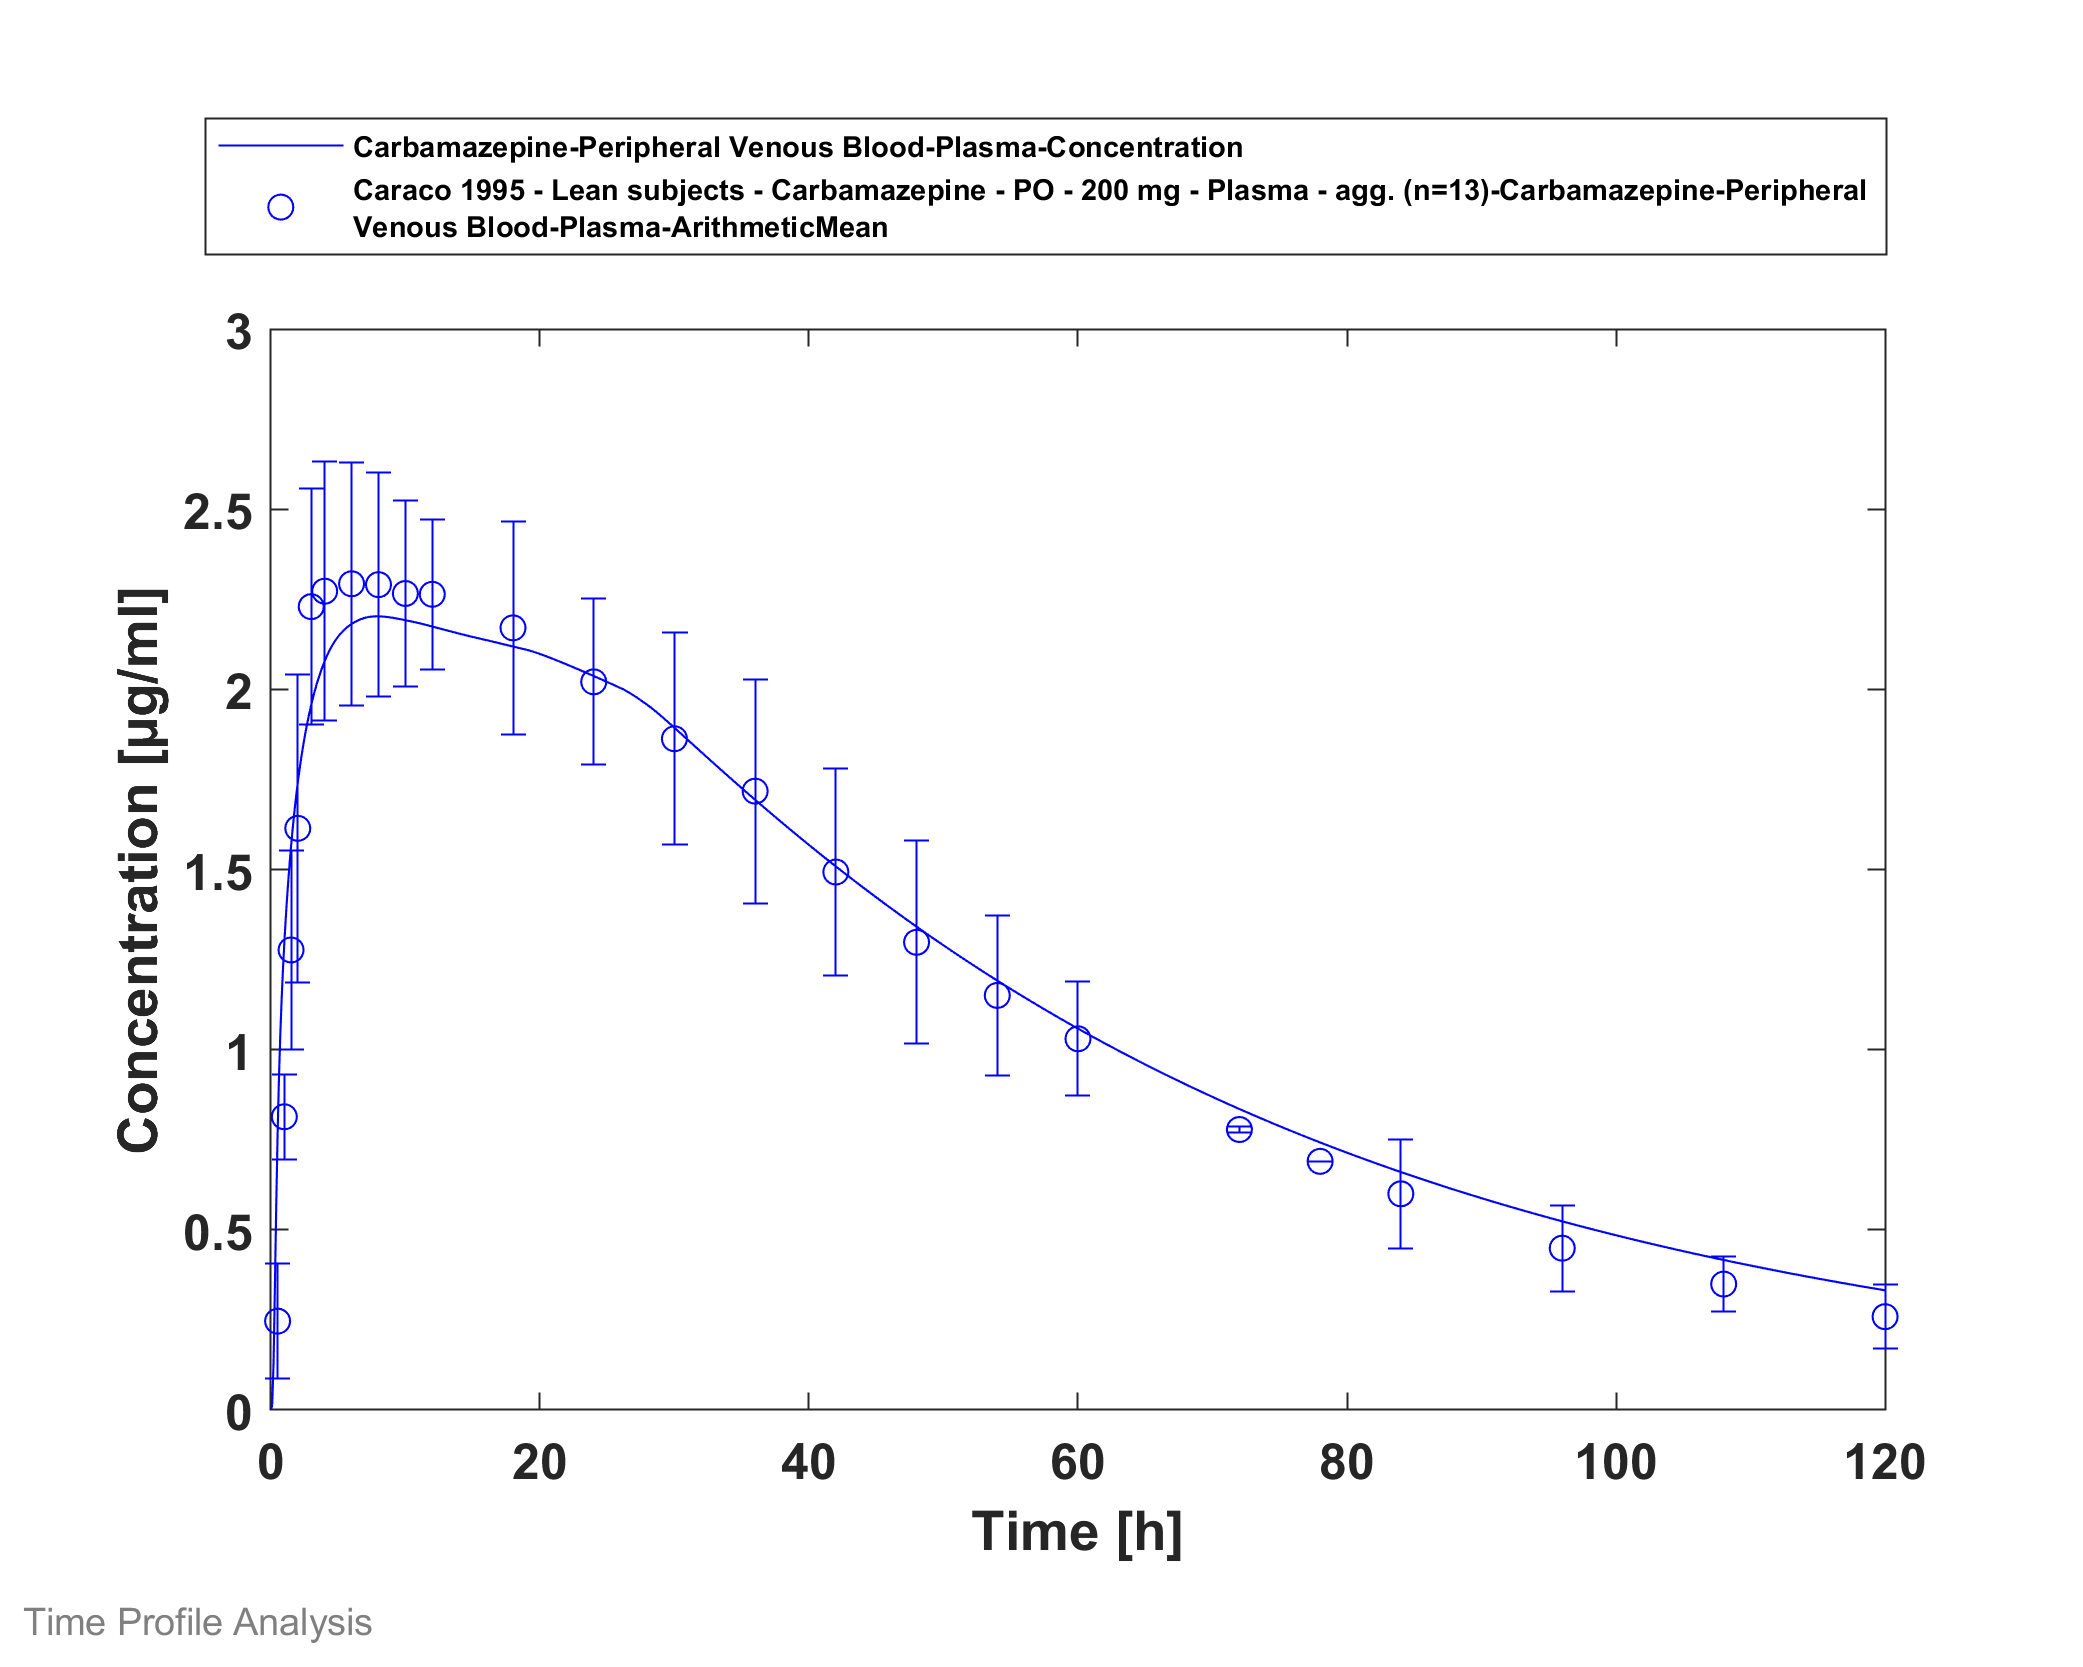 Carbamazepine-Peripheral Venous Blood-Plasma-Concentration
Caraco 1995 - Lean subjects - Carbamazepine - PO - 200 mg - Plasma - agg. (n=13)-Carbamazepine-Peripheral
Venous Blood-Plasma-ArithmeticMean
3
2.5
2
1.5
1
0.5
0
Concentration [µg/ml]
0 20 40 60 80 100 120
Time [h]
Time Profile Analysis